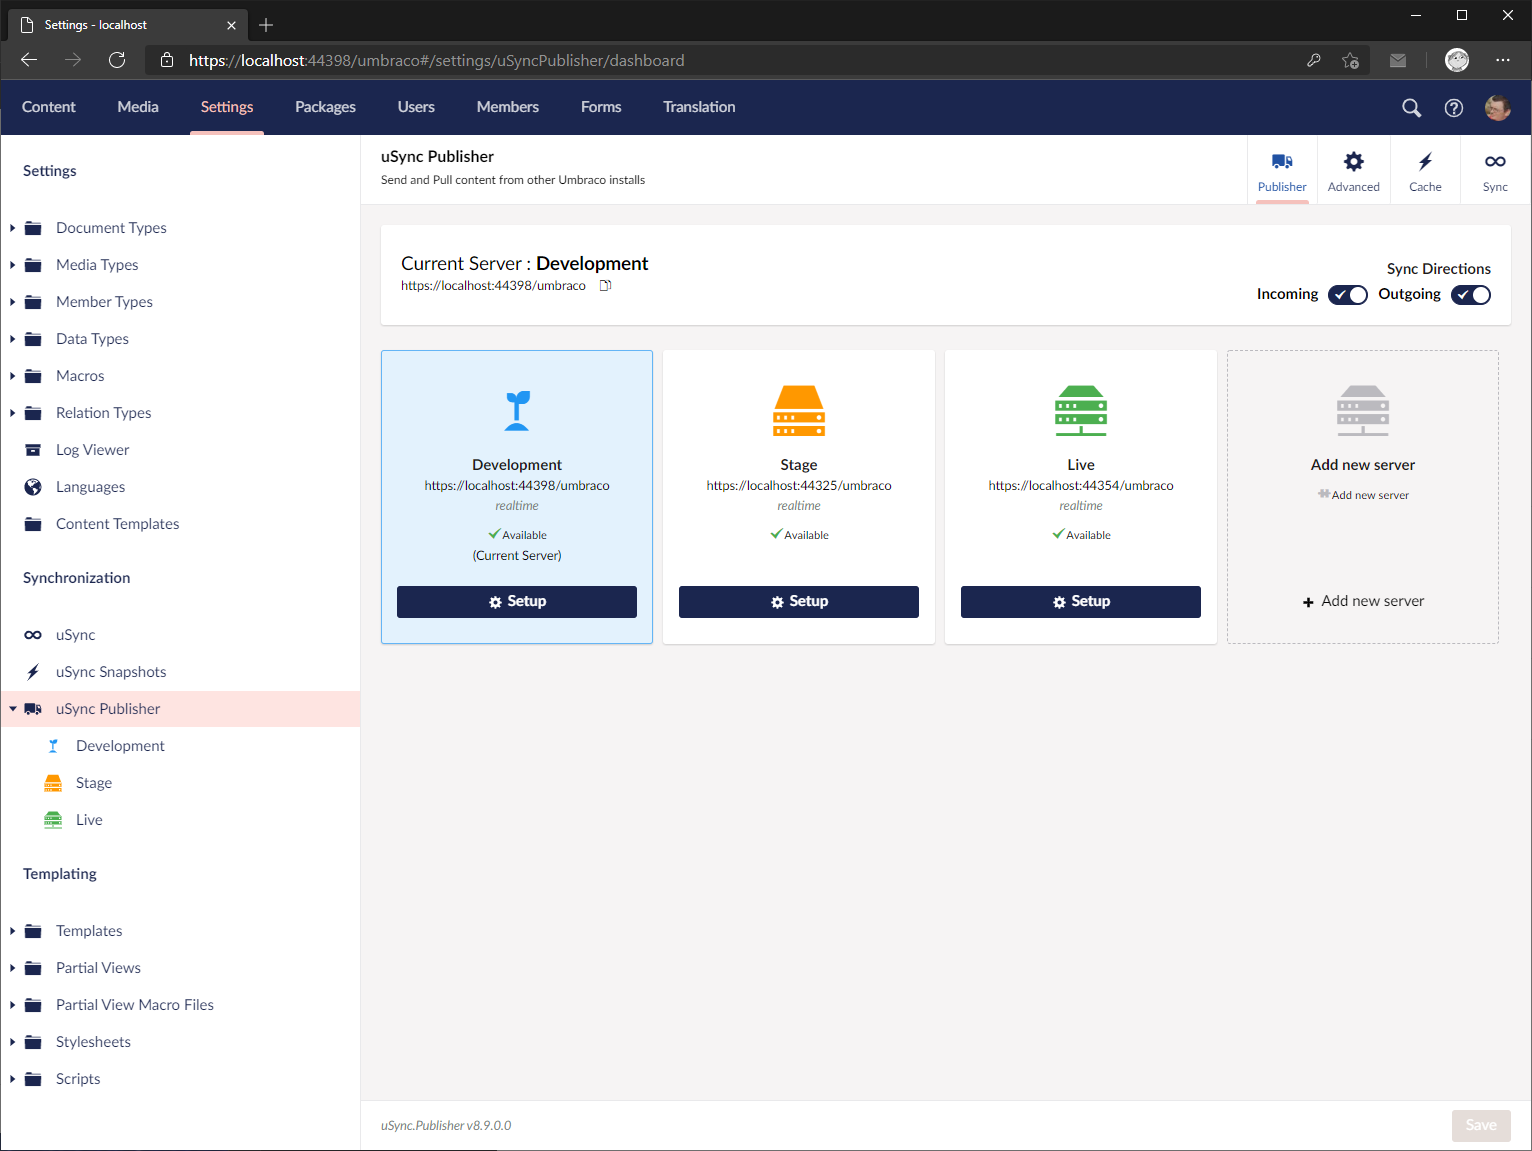 Settings - localhost
https://localhost:44398/umbraco#/settings/uSyncPublisher/dashboard
Content Media Settings Packages Users Members Forms Translation
Settings
Document Types
Media Types
Member Types
Data Types
Macros
Relation Types
Log Viewer
Languages
Content Templates
Synchronization
uSync
uSync Snapshots
uSync Publisher
Development
Stage
Live
Templating
Templates
Partial Views
Partial View Macro Files
Stylesheets
Scripts
uSync Publisher
Send and Pull content from other Umbraco installs
Publisher Advanced Cache Sync
Current Server : Development
https://localhost:44398/umbraco
Sync Directions
Incoming Outgoing
Development
https://localhost:44398/umbraco
realtime
Available
(Current Server)
Setup
Stage
https://localhost:44325/umbraco
realtime
Available
Setup
Live
https://localhost:44354/umbraco
realtime
Available
Setup
Add new server
Add new server
Add new server
uSync.Publisher v8.9.0.0
Save